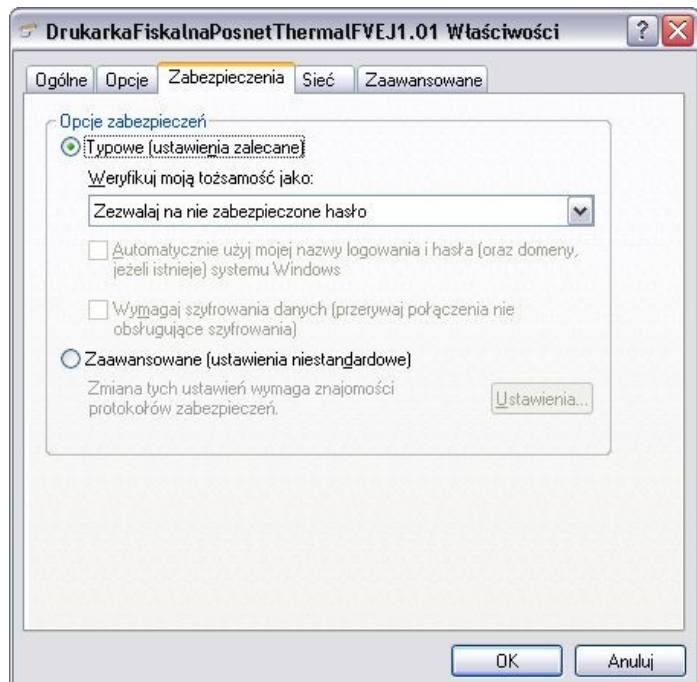 DrukarkaFiskalnaPosnetThermalFVEJ1.01 Właściwości
Ogólne Opcje Zabezpieczenia Sieć Zaawansowane
Opcje zabezpieczeń
Typowe (ustawienia zalecane)
Weryfikuj moją tożsamość jako:
Zezwalaj na nie zabezpieczone hasło
Automatycznie użyj mojej nazwy logowania i hasła (oraz domeny,
jeżeli istnieje) systemu Windows
Wymagaj szyfrowania danych (przerywaj połączenia nie
obsługujące szyfrowania)
Zaawansowane (ustawienia niestandardowe)
Zmiana tych ustawień wymaga znajomości
protokołów zabezpieczeń.
Ustawienia...
OK Anuluj